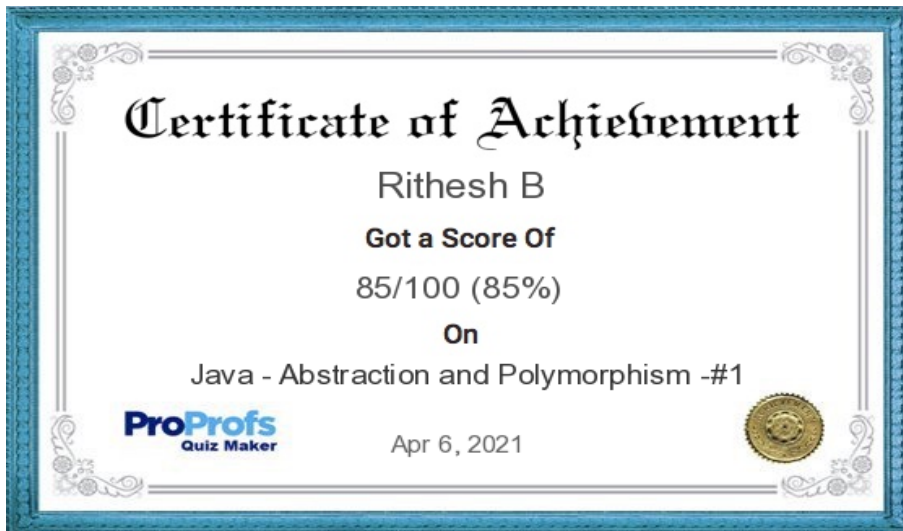 Certificate of Achievement
Rithesh B
Got a Score Of
85/100 (85%)
On
Java - Abstraction and Polymorphism -#1
ProProfs
Quiz Maker
Apr 6, 2021